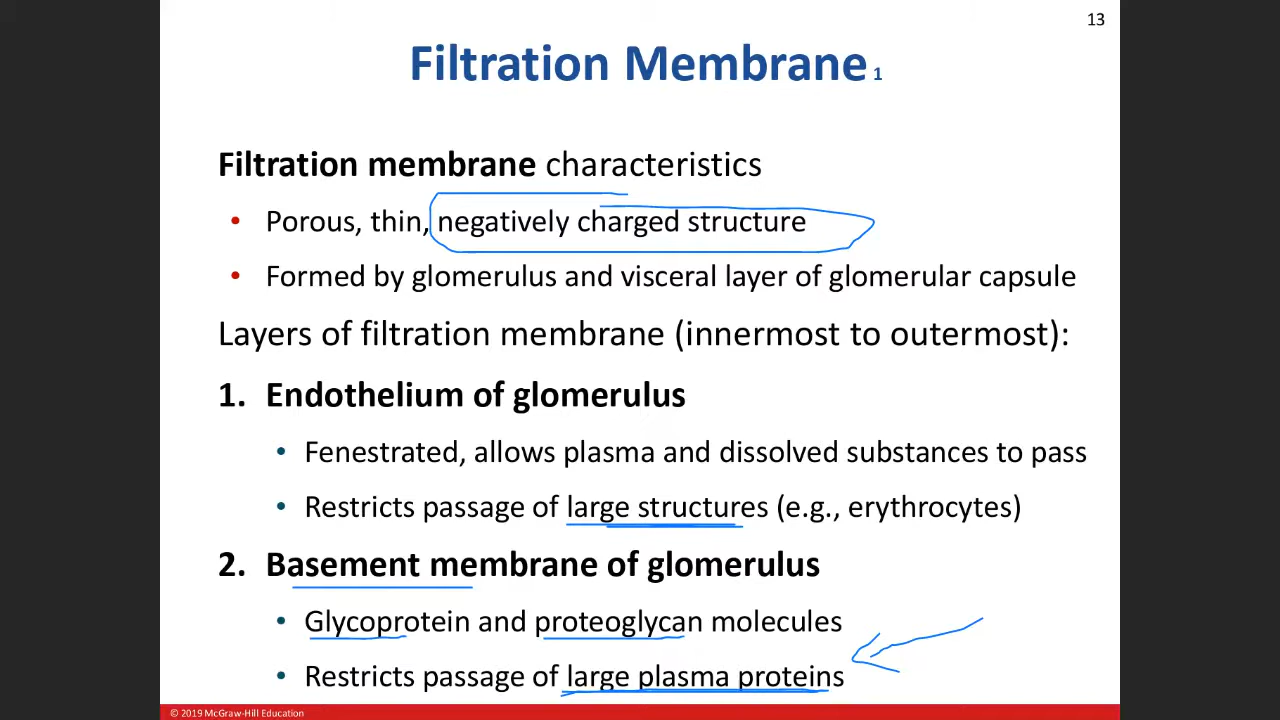 13
Filtration Membrane 1
Filtration membrane characteristics
• Porous, thin, negatively charged structure
• Formed by glomerulus and visceral layer of glomerular capsule
Layers of filtration membrane (innermost to outermost):
1. Endothelium of glomerulus
• Fenestrated, allows plasma and dissolved substances to pass
• Restricts passage of large structures (e.g., erythrocytes)
2. Basement membrane of glomerulus
• Glycoprotein and proteoglycan molecules
• Restricts passage of large plasma proteins
© 2019 McGraw-Hill Education